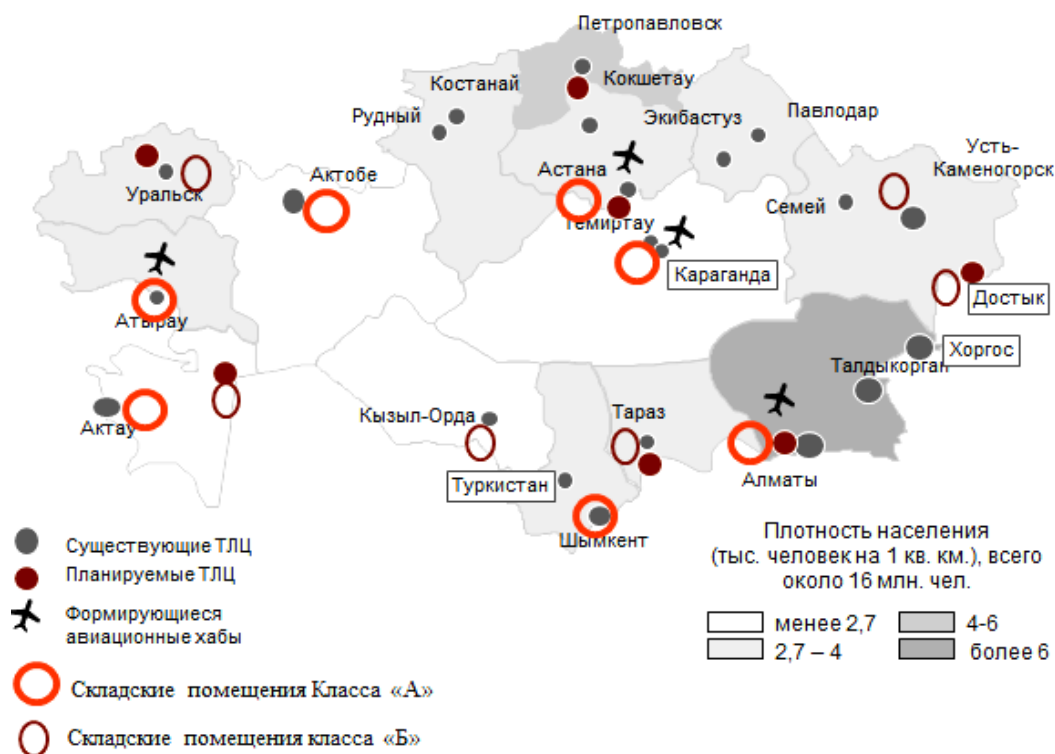 Петропавловск
Костанай
Кокшетау
Рудный
Экибастуз
Павлодар
Усть-
Каменогорск
Астана
Актобе
Уральск
Семей
Темиртау
Караганда
Достык
Атырау
Хоргос
Талдыкорган
Кызыл-Орда
Тараз
Актау
Туркистан
Алматы
Шымкент
Существующие ТЛЦ
Планируемые ТЛЦ
Формирующиеся
авиационные хабы
Складские помещения Класса «А»
Складские помещения класса «Б»
Плотность населения
(тыс. человек на 1 кв. км.), всего
около 16 млн. чел.
менее 2,7
4-6
2,7 – 4
более 6